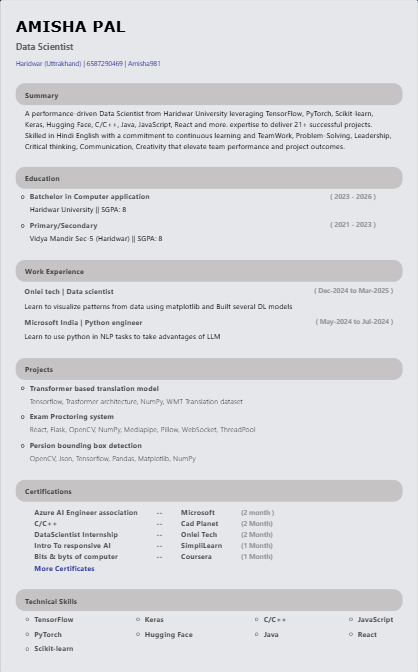 AMISHA PAL
Data Scientist
Haridwar (Uttrakhand) | 6587290469 | Amisha981
Summary
A performance-driven Data Scientist from Haridwar University leveraging TensorFlow, PyTorch, Scikit-learn,
Keras, Hugging Face, C/C++, Java, JavaScript, React and more. expertise to deliver 21+ successful projects.
Skilled in Hindi English with a commitment to continuous learning and TeamWork, Problem-Solving, Leadership,
Critical thinking, Communication, Creativity that elevate team performance and project outcomes.
Education
Batchelor in Computer application ( 2023 - 2026 )
Haridwar University || SGPA: 8
Primary/Secondary ( 2021 - 2023 )
Vidya Mandir Sec-5 (Haridwar) || SGPA: 8
Work Experience
Onlei tech | Data scientist ( Dec-2024 to Mar-2025 )
Learn to visualize patterns from data using matplotlib and Built several DL models
Microsoft India | Python engineer ( May-2024 to Jul-2024 )
Learn to use python in NLP tasks to take advantages of LLM
Projects
Transformer based translation model
Tensorflow, Trasformer architecture, NumPy, WMT Translation dataset
Exam Proctoring system
React, Flask, OpenCV, NumPy, Mediapipe, Pillow, WebSocket, ThreadPool
Persion bounding box detection
OpenCV, Json, Tensorflow, Pandas, Matplotlib, NumPy
Certifications
Azure AI Engineer association -- Microsoft (2 month )
C/C++ -- Cad Planet (2 Month)
DataScientist Internship -- Onlei Tech (2 Month)
Intro To responsive AI -- SimpliLearn (1 Month)
Bits & byts of computer -- Coursera (1 Month)
More Certificates
Technical Skills
TensorFlow Keras C/C++ JavaScript
PyTorch Hugging Face Java React
Scikit-learn